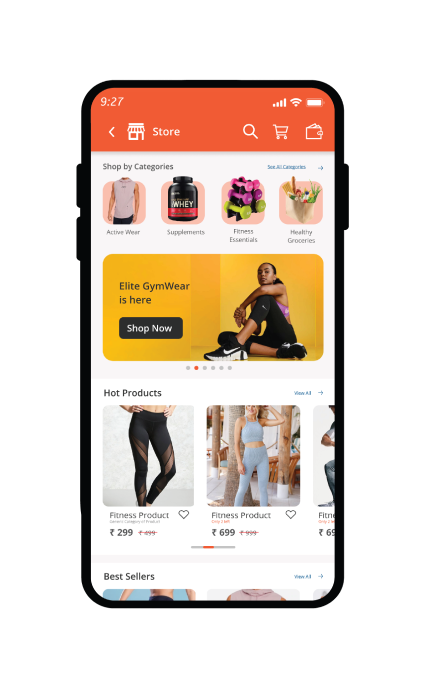 9:27
Store
Shop by Categories
See All Categories
Active Wear
Supplements
Fitness
Essentials
Healthy
Groceries
WHEY
Elite GymWear
is here
Shop Now
Hot Products
View All
Fitness Product
Generic Category of Product
₹ 299 ₹ 499
Fitness Product
Only 2 left
₹ 699 ₹ 999
Fitne
₹ 69
Best Sellers
View All